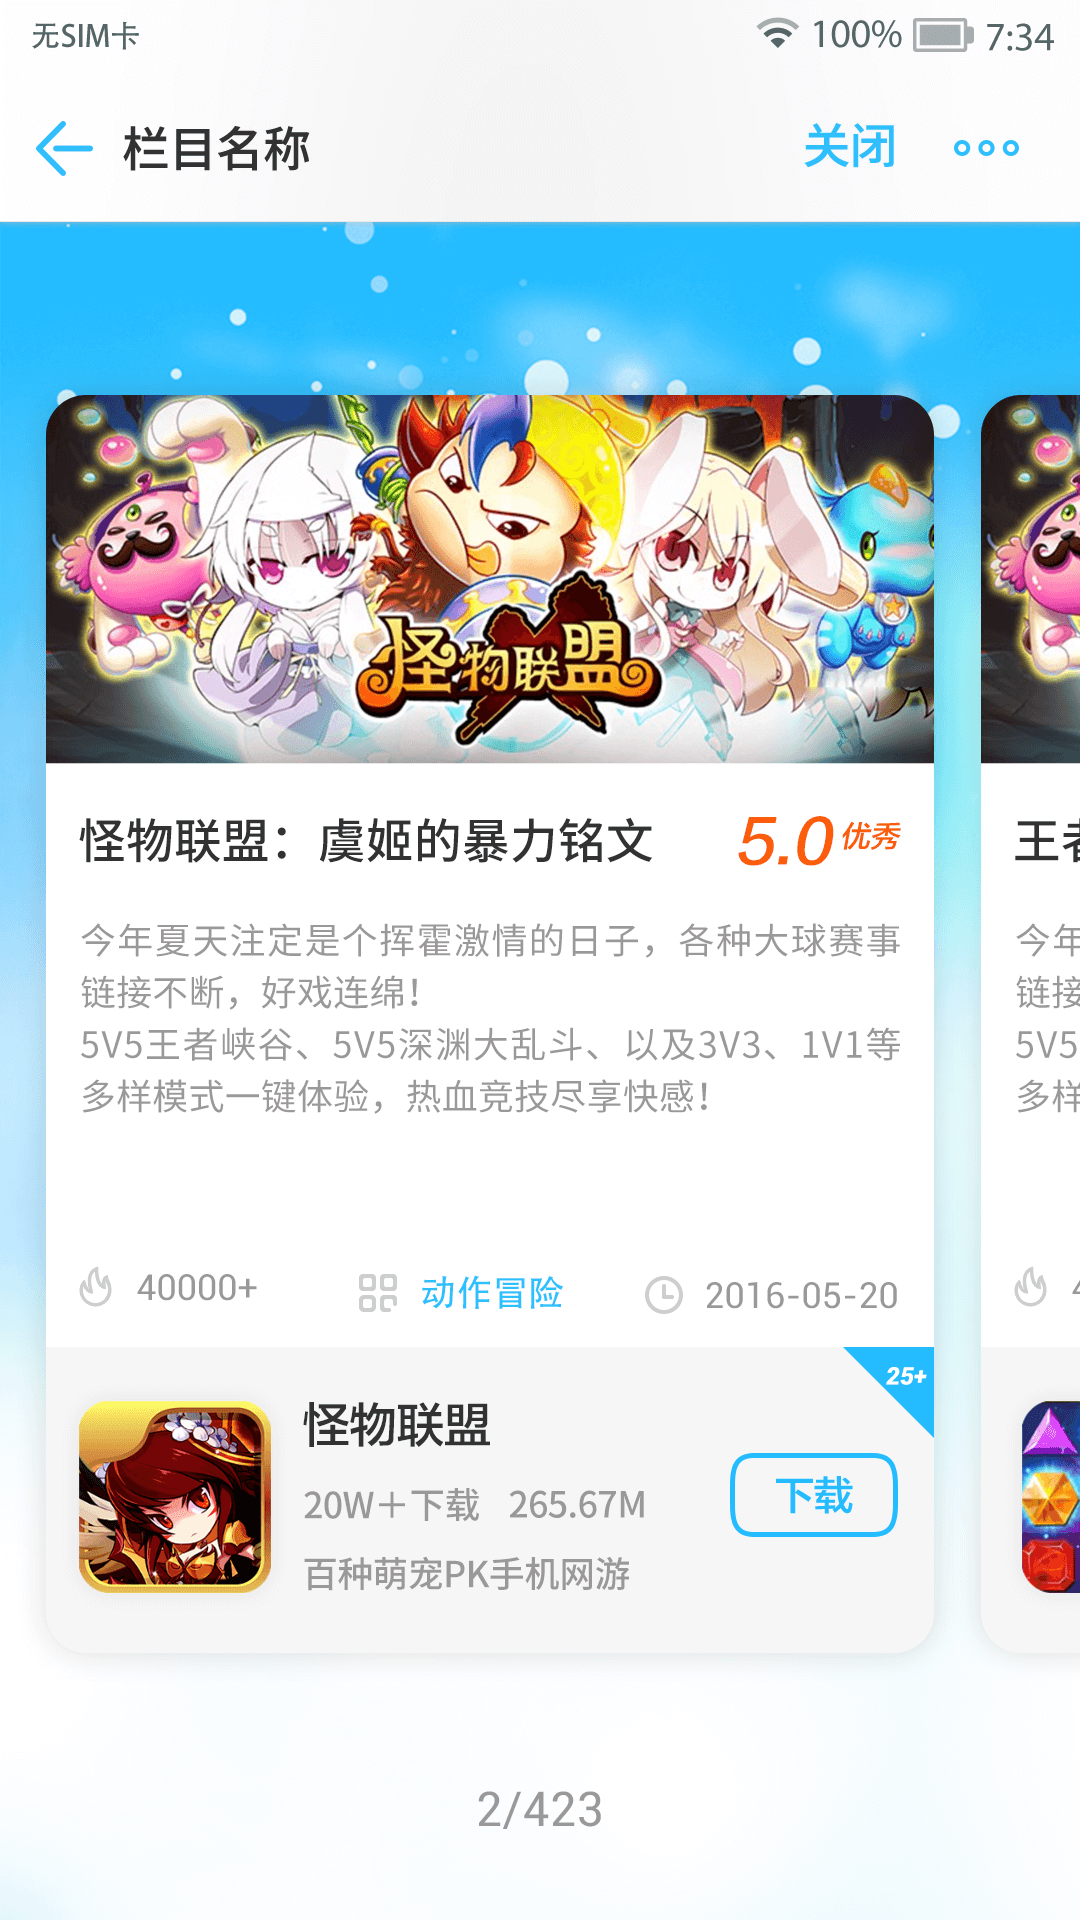 无SIM卡 100% 7:34
栏目名称 关闭
怪物联盟
怪物联盟：虞姬的暴力铭文 5.0 优秀
王者
今年夏天注定是个挥霍激情的日子，各种大球赛事
链接不断，好戏连绵！
5V5王者峡谷、5V5深渊大乱斗、以及3V3、1V1等
多样模式一键体验，热血竞技尽享快感！
今年
链接
5V5
多样
40000+ 动作冒险 2016-05-20
4
25+
怪物联盟
20W＋下载 265.67M
下载
百种萌宠PK手机网游
2/423